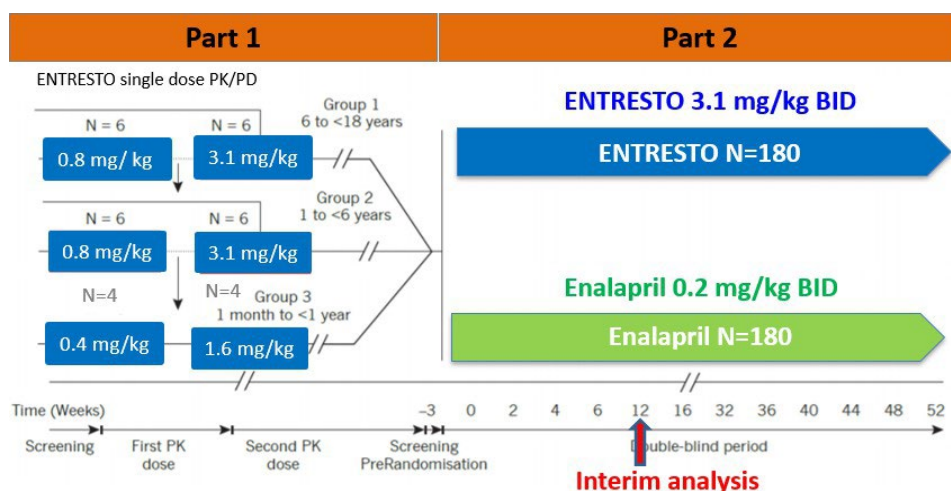 Part 1
Part 2
ENTRESTO single dose PK/PD
Group 1
6 to <18 years
N = 6
N = 6
0.8 mg/ kg
3.1 mg/kg
Group 2
1 to <6 years
N = 6
N = 6
0.8 mg/kg
3.1 mg/kg
N=4
N=4
Group 3
1 month to <1 year
0.4 mg/kg
1.6 mg/kg
ENTRESTO 3.1 mg/kg BID
ENTRESTO N=180
Enalapril 0.2 mg/kg BID
Enalapril N=180
Time (Weeks)
–3 0 2 4 6 12 16 32 36 40 44 48 52
Screening
First PK
dose
Second PK
dose
Screening
PreRandomisation
Double-blind period
Interim analysis